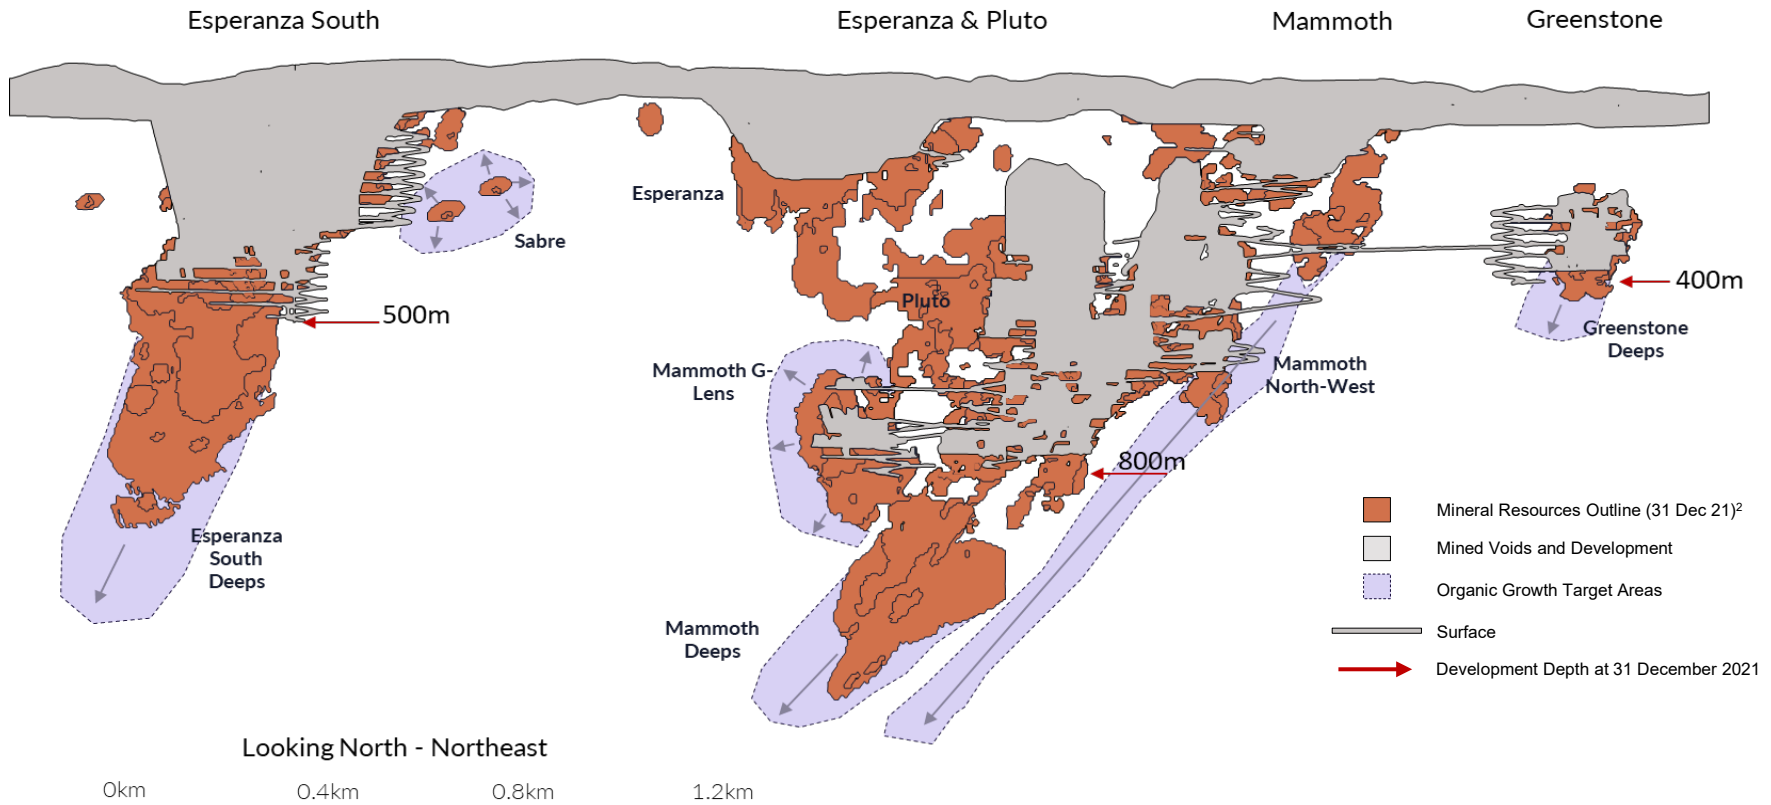 Esperanza South
Esperanza & Pluto
Mammoth
Greenstone
Esperanza
Sabre
500m
Pluto
400m
Greenstone
Deeps
Mammoth G-
Lens
Mammoth
North-West
800m
Esperanza
South
Deeps
Mammoth
Deeps
Mineral Resources Outline (31 Dec 21)²
Mined Voids and Development
Organic Growth Target Areas
Surface
Development Depth at 31 December 2021
Looking North - Northeast
0km 0.4km 0.8km 1.2km